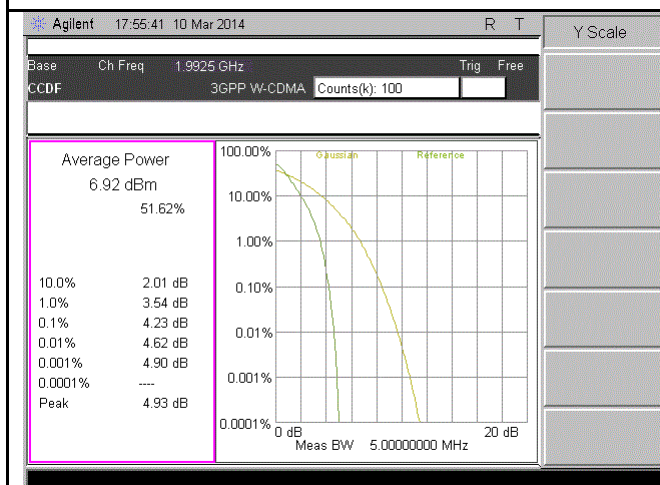 Agilent 17:55:41 10 Mar 2014 R T
Y Scale
Base Ch Freq 1.9925 GHz Trig Free
CCDF 3GPP W-CDMA Counts(k): 100
Average Power
6.92 dBm
51.62%
10.0% 2.01 dB
1.0% 3.54 dB
0.1% 4.23 dB
0.01% 4.62 dB
0.001% 4.90 dB
0.0001% ----
Peak 4.93 dB
Gaussian Reference
100.00%
10.00%
1.00%
0.10%
0.01%
0.001%
0.0001%
0 dB 20 dB
Meas BW 5.00000000 MHz